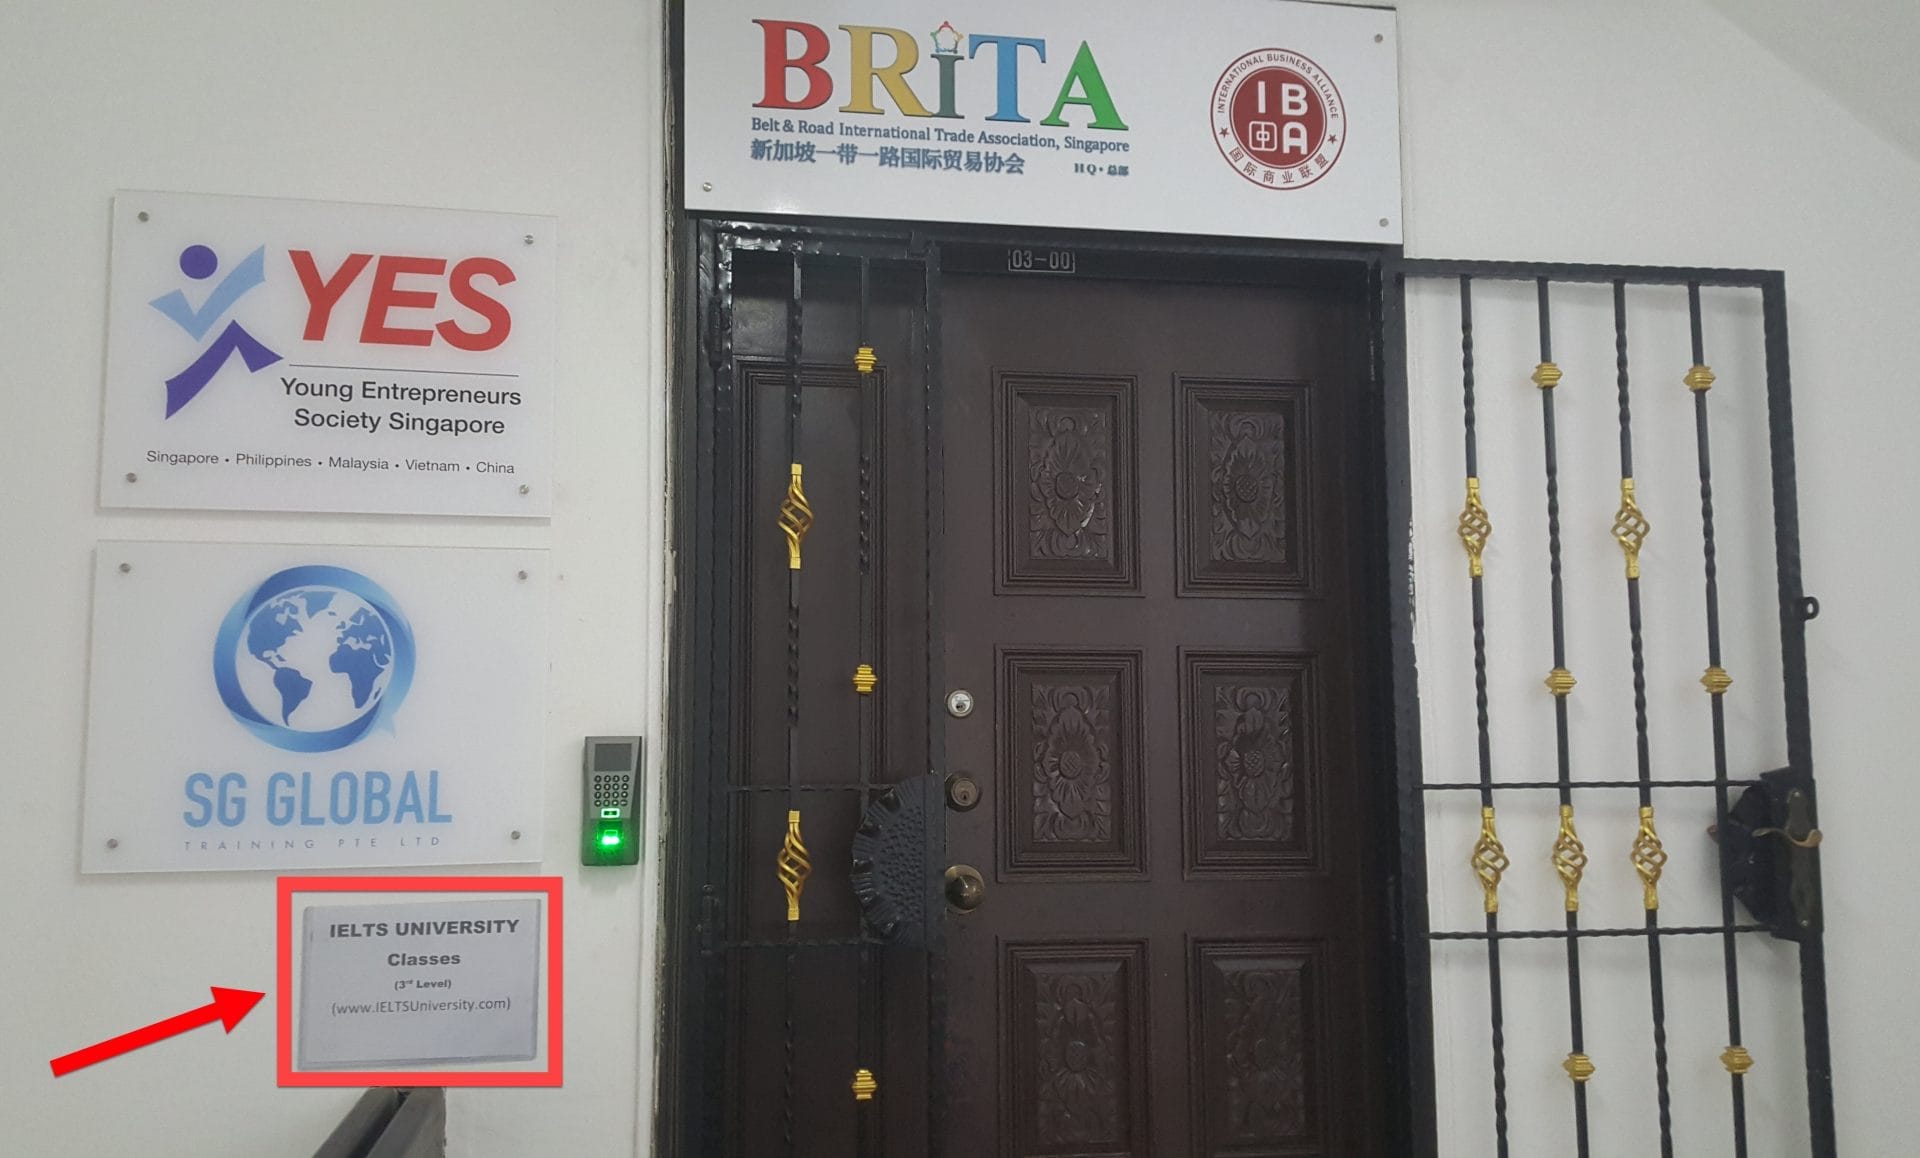 BRiTA
Belt & Road International Trade Association, Singapore
新加坡一带一路国际贸易协会
HQ • 总部
INTERNATIONAL BUSINESS ALLIANCE
IB
中A
国际商业联盟
03-00
YES
Young Entrepreneurs
Society Singapore
Singapore • Philippines • Malaysia • Vietnam • China
SG GLOBAL
TRAINING PTE LTD
IELTS UNIVERSITY
Classes
(3rd Level)
(www.IELTSUniversity.com)